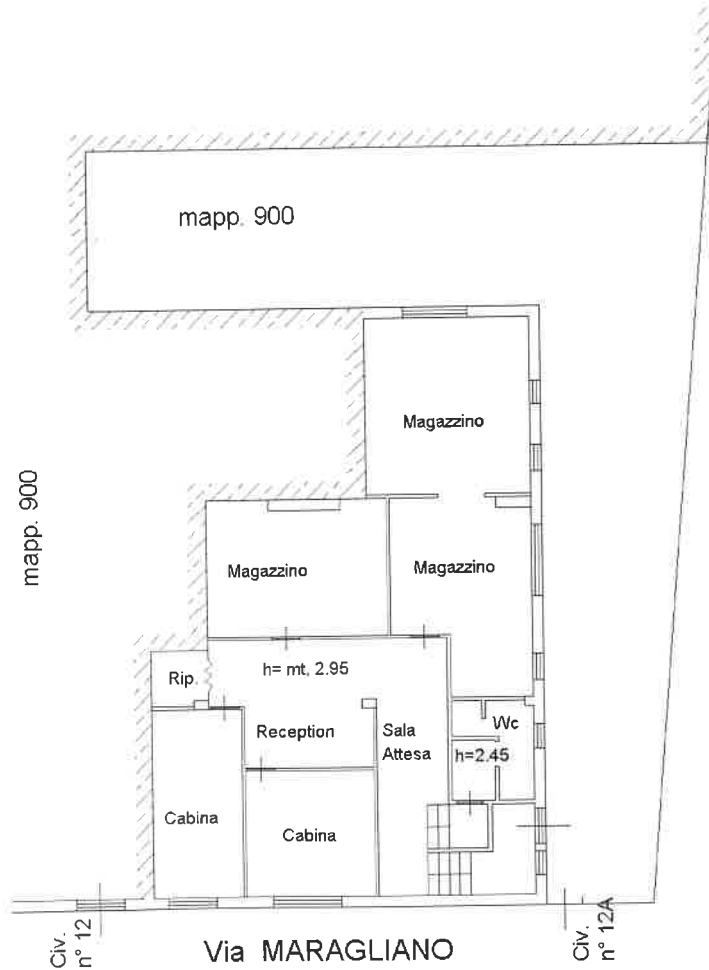 mapp. 900
Magazzino
mapp. 900
Magazzino
Magazzino
h= mt, 2.95
Rip.
Reception
Sala
Attesa
Wc
h=2.45
Cabina
Cabina
Civ.
n° 12
Via MARAGLIANO
Civ.
n° 12A